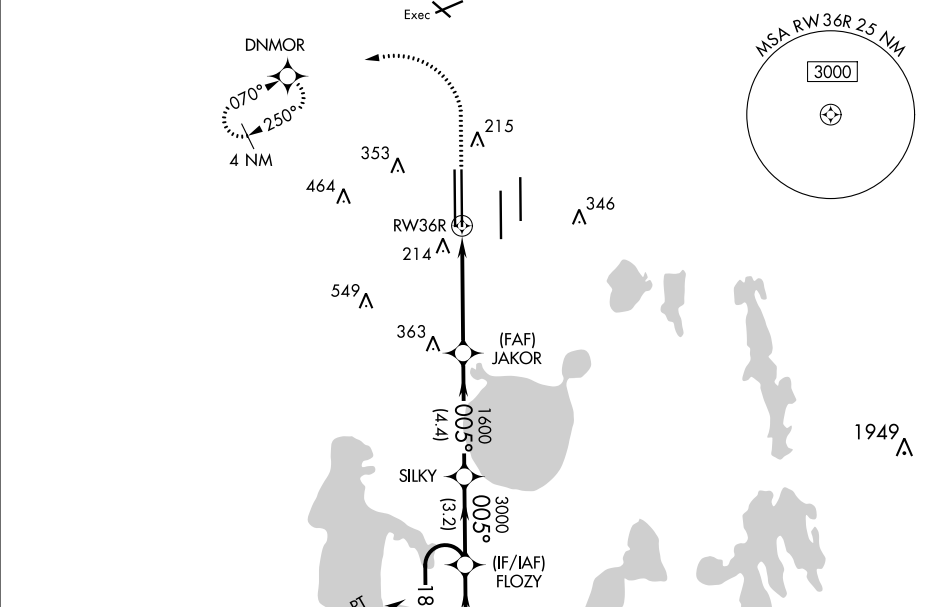 Exec
MSA RW36R 25 NM
3000
DNMOR
070°
250°
4 NM
215
353
464
346
RW36R
214
549
363
(FAF)
JAKOR
1600
005°
(4.4)
1949
SILKY
3000
005°
(3.2)
(IF/IAF)
FLOZY
18
PT